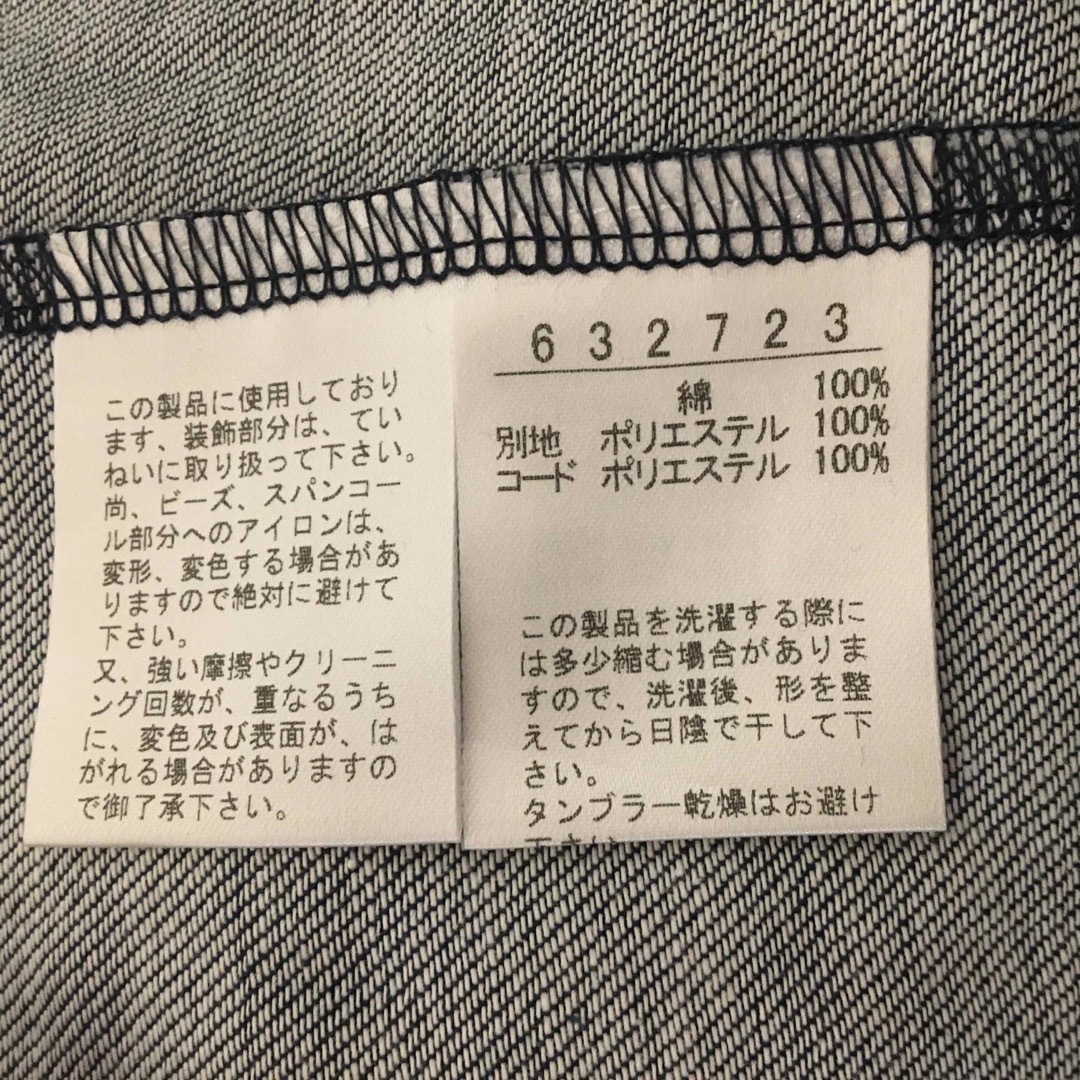 この製品に使用しており
ます、装飾部分は、てい
ねいに取り扱って下さい。
尚、ビーズ、スパンコー
ル部分へのアイロンは、
変形、変色する場合があ
りますので絶対に避けて
下さい。
又、強い摩擦やクリーニ
ング回数が、重なるうち
に、変色及び表面が、は
がれる場合がありますの
で御了承下さい。
632723
綿 100%
別地 ポリエステル 100%
コード ポリエステル 100%
この製品を洗濯する際に
は多少縮む場合がありま
すので、洗濯後、形を整
えてから日陰で干して下
さい。
タンブラー乾燥はお避け
下さい